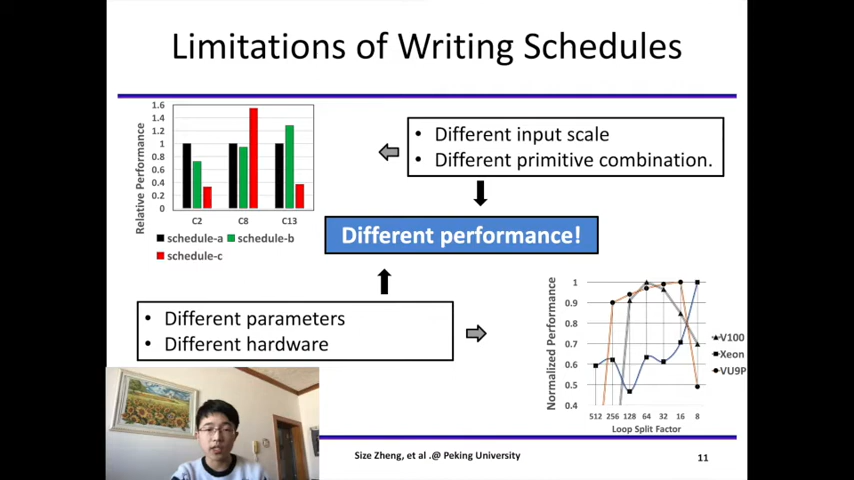 Limitations of Writing Schedules
1.6
1.4
1.2
1
0.8
0.6
0.4
0.2
0
Relative Performance
C2 C8 C13
schedule-a schedule-b
schedule-c
• Different input scale
• Different primitive combination.
Different performance!
• Different parameters
• Different hardware
1
0.9
0.8
0.7
0.6
0.5
0.4
Normalized Performance
512 256 128 64 32 16 8
Loop Split Factor
V100
Xeon
VU9P
Size Zheng, et al .@ Peking University
11